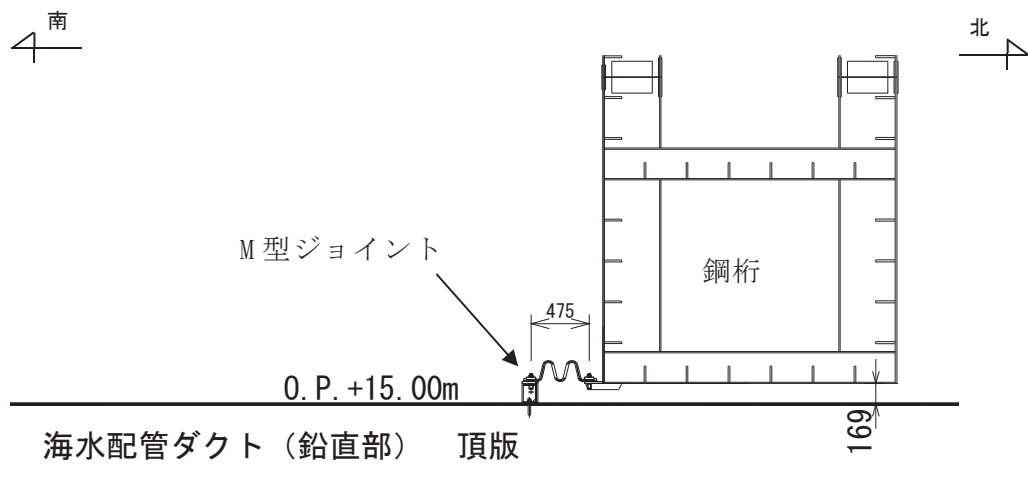 南
北
M型ジョイント
鋼桁
475
O.P.+15.00m
169
海水配管ダクト（鉛直部）　頂版